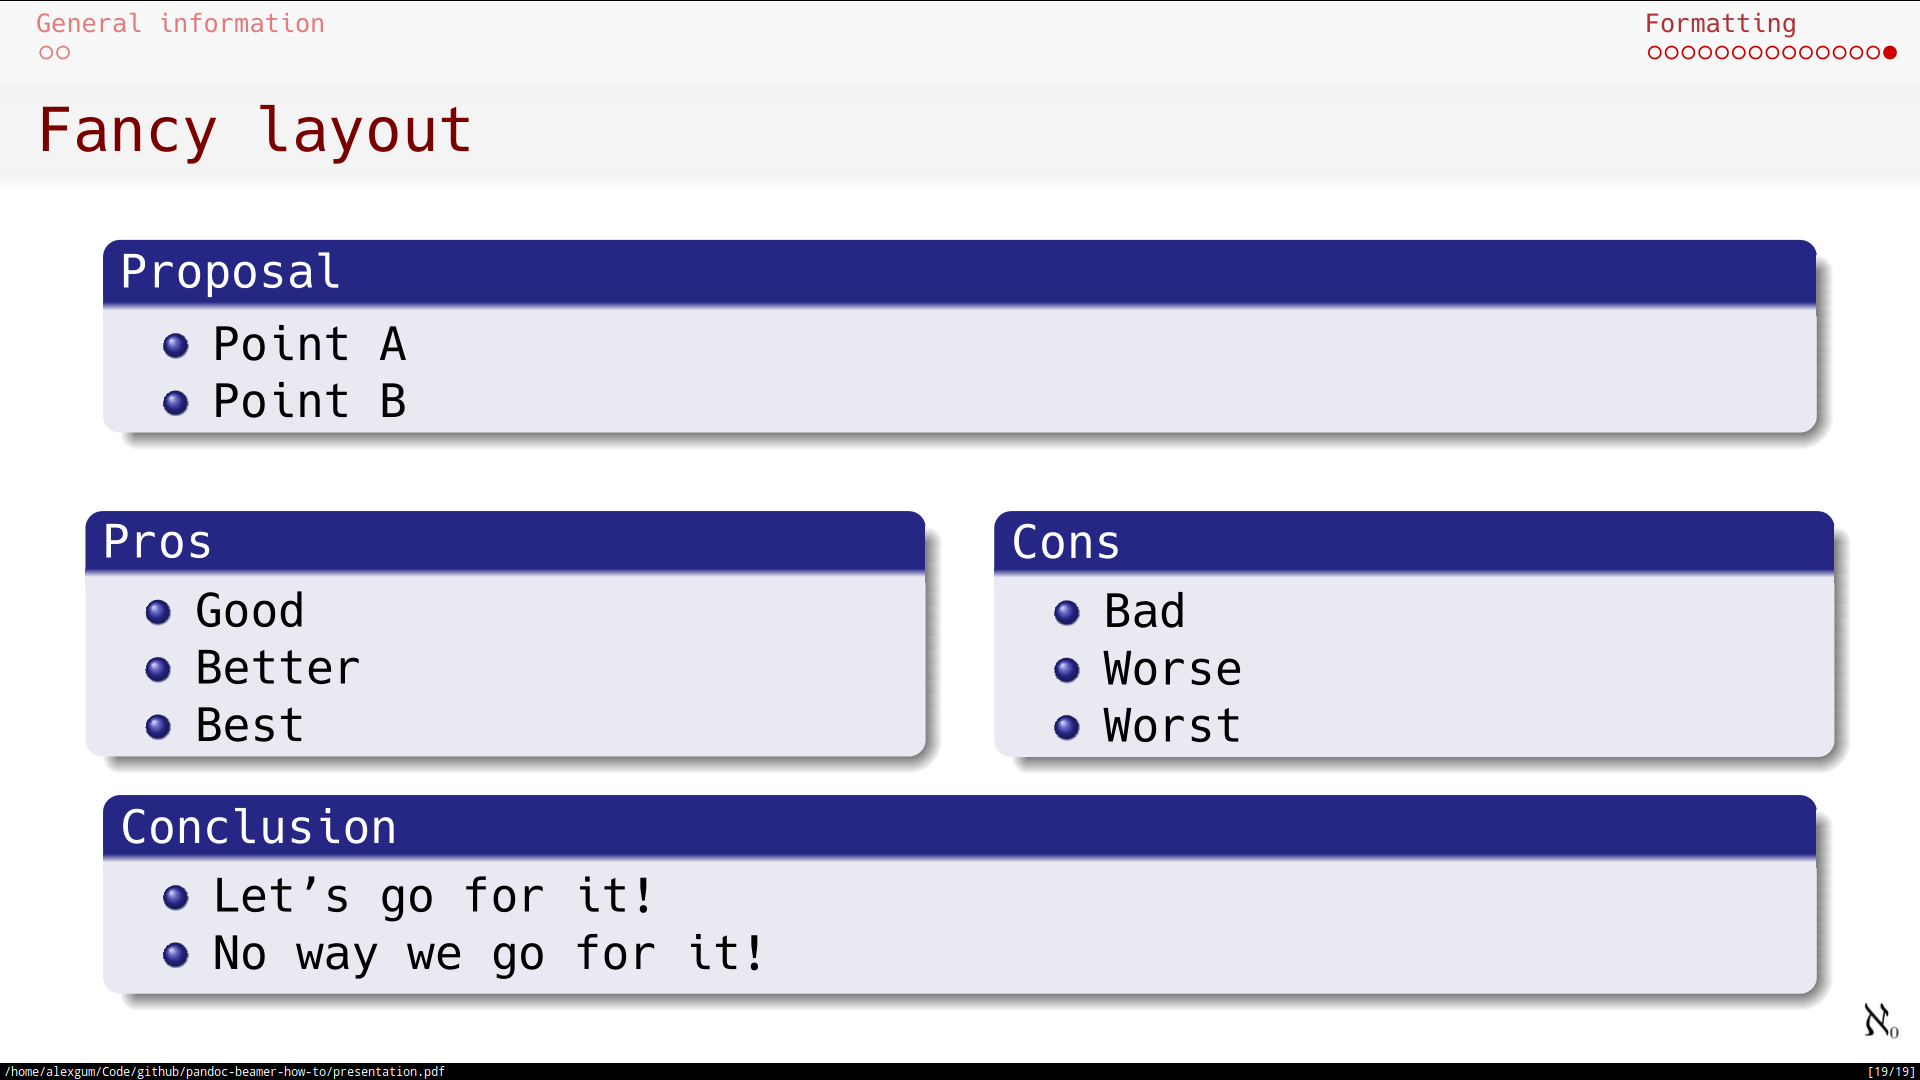 General information
Formatting
Fancy layout
Proposal
Point A
Point B
Pros
Good
Better
Best
Cons
Bad
Worse
Worst
Conclusion
Let’s go for it!
No way we go for it!
ℵ0
/home/alexgum/Code/github/pandoc-beamer-how-to/presentation.pdf
[19/19]